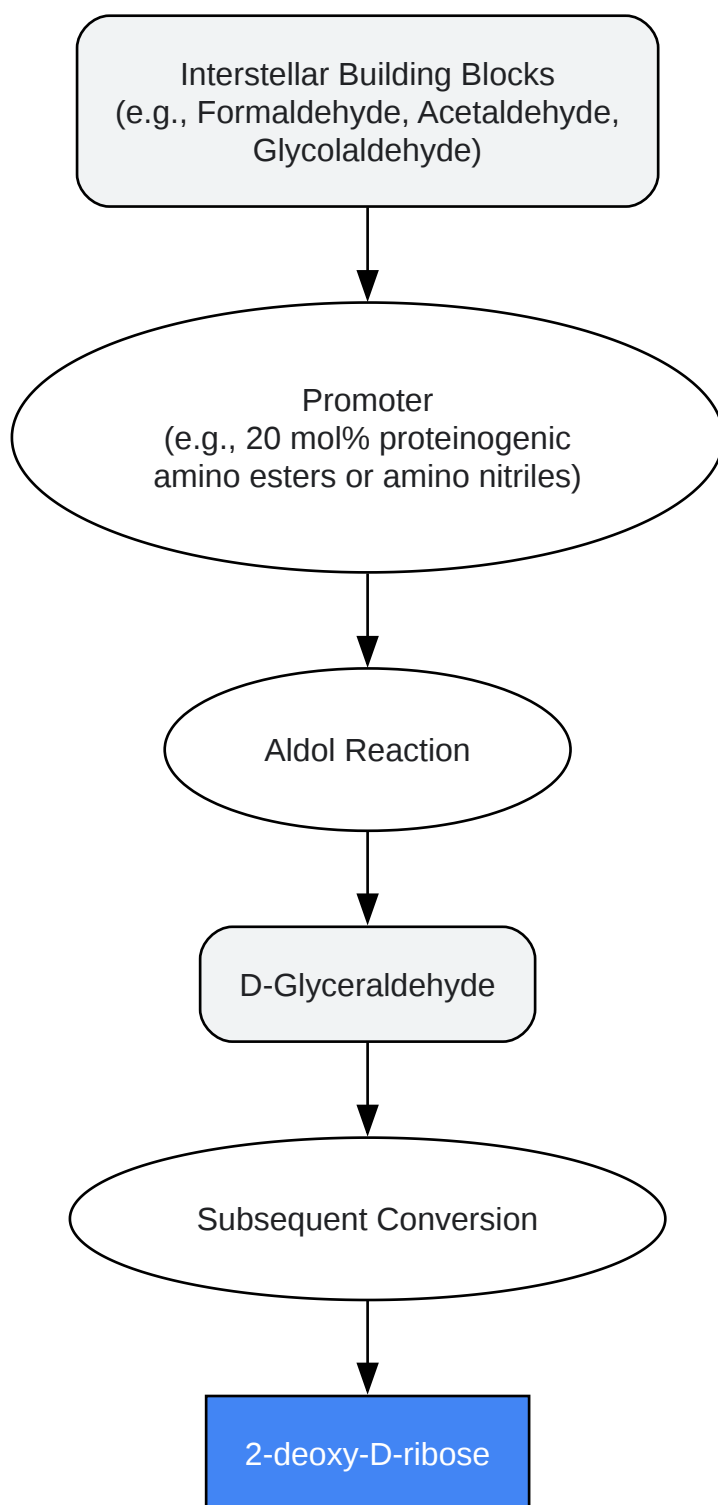 Interstellar Building Blocks
(e.g., Formaldehyde, Acetaldehyde,
Glycolaldehyde)
Promoter
(e.g., 20 mol% proteinogenic
amino esters or amino nitriles)
Aldol Reaction
D-Glyceraldehyde
Subsequent Conversion
2-deoxy-D-ribose